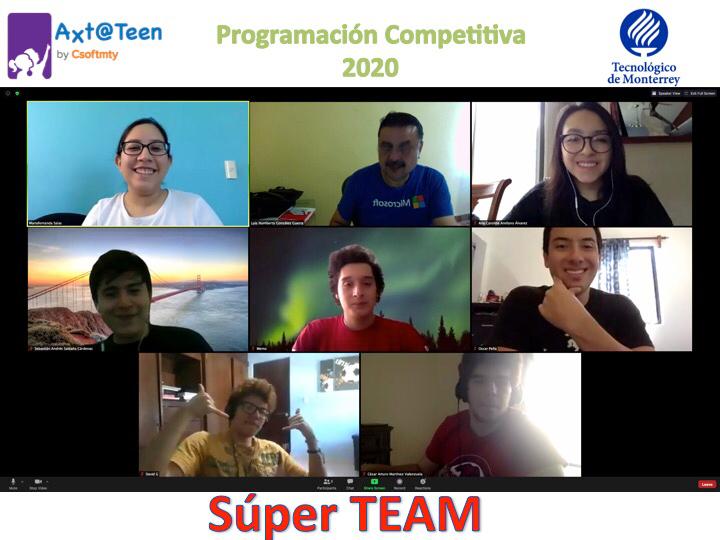 Axt@Teen
by Csoftmty
Programación Competitiva
2020
Tecnológico
de Monterrey
Speaker View
Exit Full Screen
Mariafernanda Salas
Luis Humberto González Guerra
Microsoft
Ana Carolina Arellano Álvarez
Sebastián Andrés Saldaña Cárdenas
Memo
Oscar Peña
David G
César Arturo Martínez Valenzuela
Mute
Stop Video
Participants
Chat
Share Screen
Record
Reactions
Leave
Súper TEAM